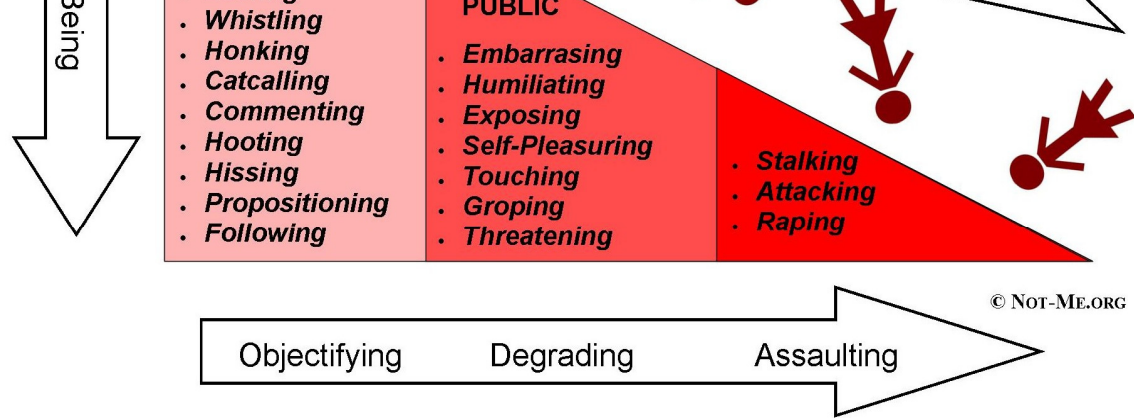 Being
• Whistling
• Honking
• Catcalling
• Commenting
• Hooting
• Hissing
• Propositioning
• Following
PUBLIC
• Embarrasing
• Humiliating
• Exposing
• Self-Pleasuring
• Touching
• Groping
• Threatening
• Stalking
• Attacking
• Raping
© NOT-ME.ORG
Objectifying Degrading Assaulting